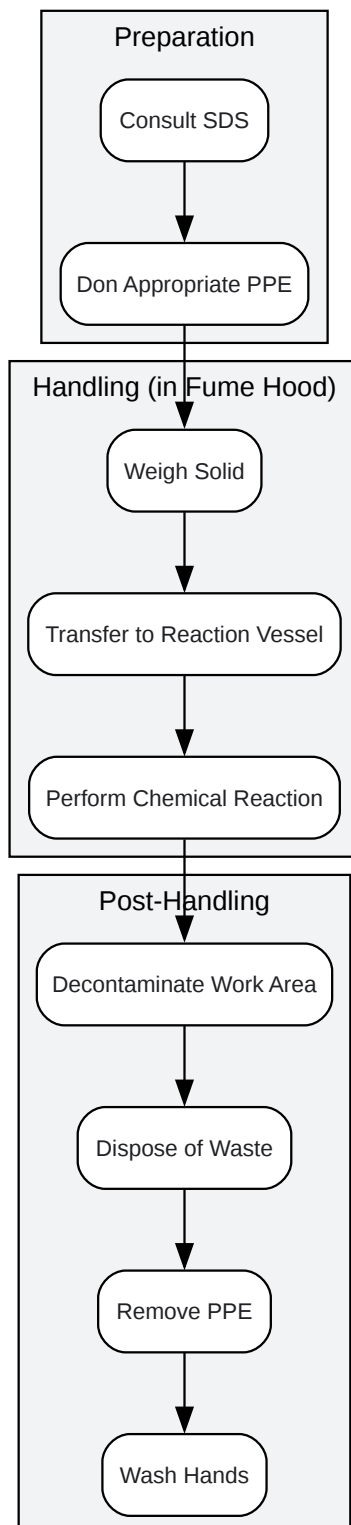 Preparation
Consult SDS
Don Appropriate PPE
Handling (in Fume Hood)
Weigh Solid
Transfer to Reaction Vessel
Perform Chemical Reaction
Post-Handling
Decontaminate Work Area
Dispose of Waste
Remove PPE
Wash Hands